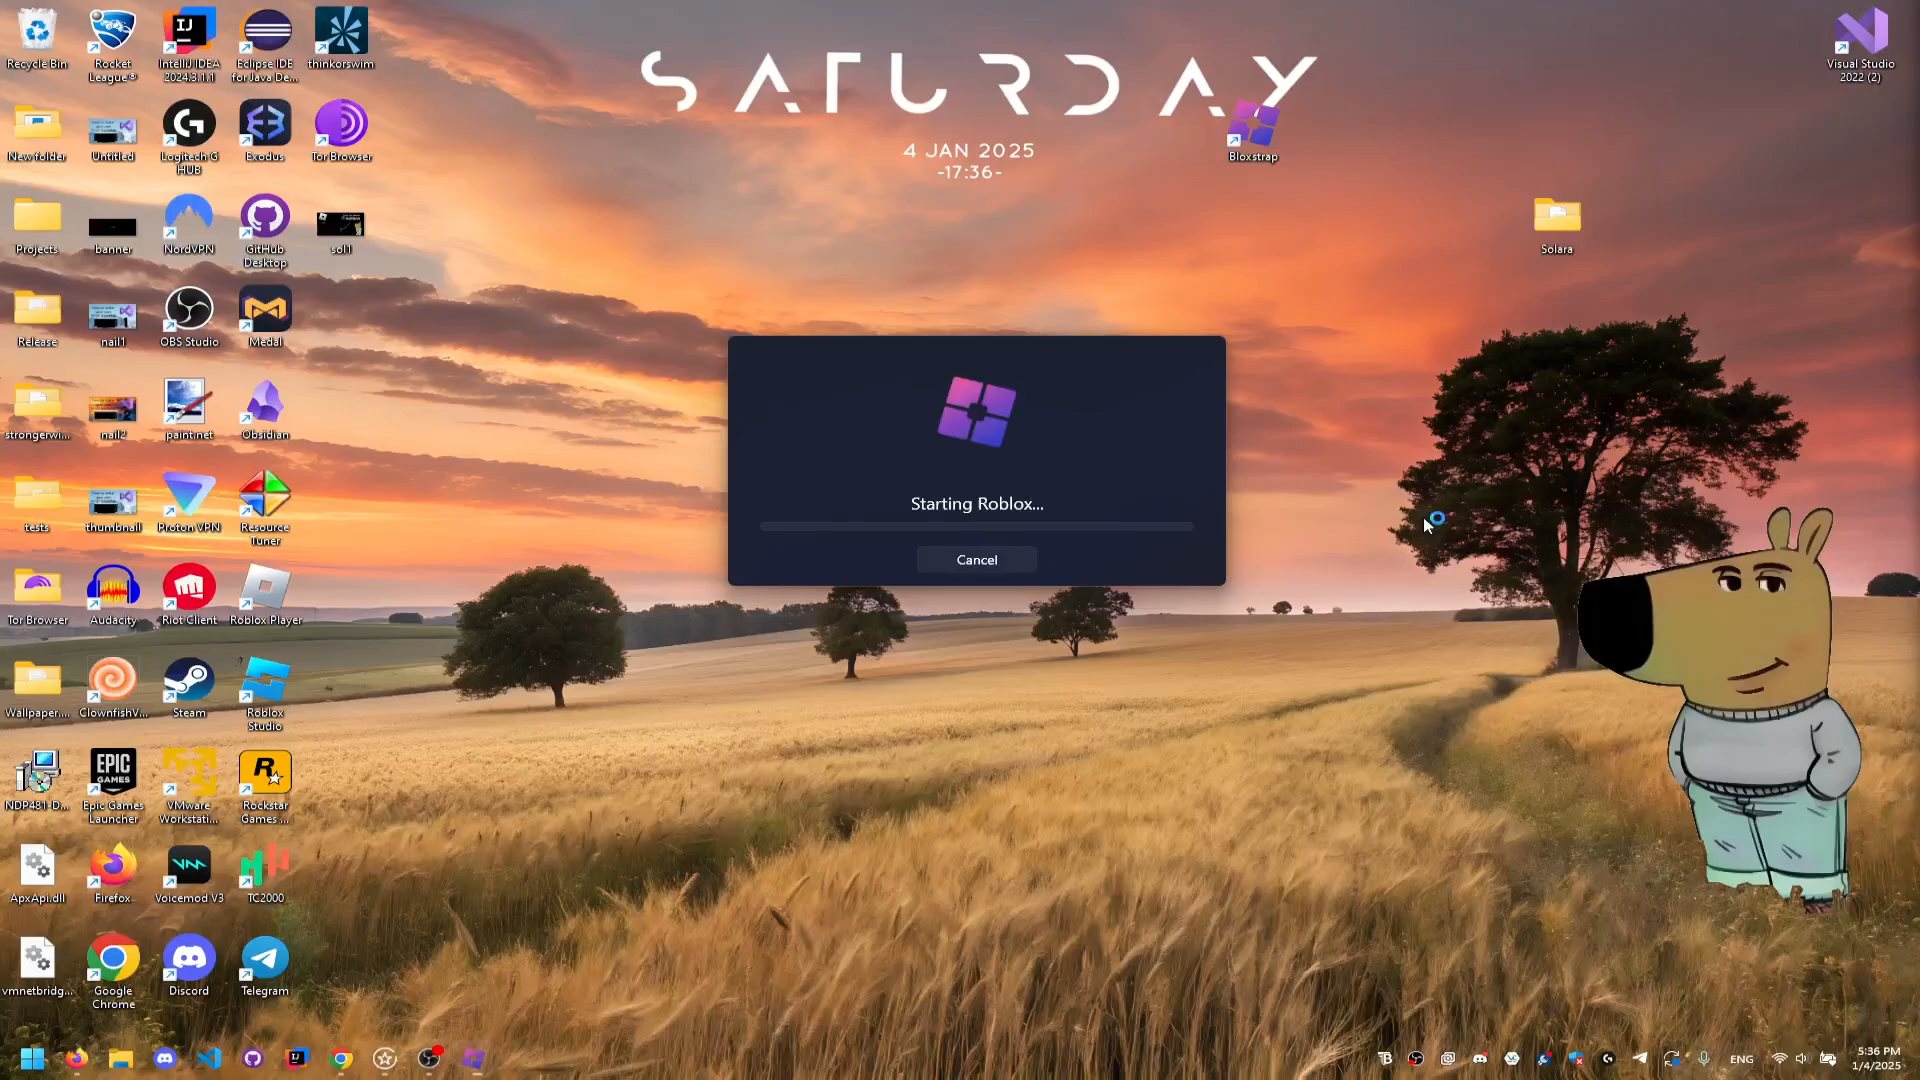 SATURDAY
4 JAN 2025
-17:36-
Recycle Bin
Rocket
League®
IntelliJ IDEA
2024.3.1.1
Eclipse IDE
for Java De...
thinkorswim
Visual Studio
2022 (2)
New folder
Untitled
Logitech G
HUB
Exodus
Tor Browser
Bloxstrap
Projects
banner
NordVPN
GitHub
Desktop
sol1
Solara
Release
nail1
OBS Studio
Medal
strongerwi...
nail2
paint.net
Obsidian
tests
thumbnail
Proton VPN
Resource
Tuner
Starting Roblox...
Cancel
Tor Browser
Audacity
Riot Client
Roblox Player
Wallpaper....
ClownfishV...
Steam
Roblox
Studio
NDP481-D...
EPIC
GAMES
Epic Games
Launcher
VMware
Workstati...
Rockstar
Games ...
ApxApi.dll
Firefox
Voicemod V3
TC2000
vmnetbridg...
Google
Chrome
Discord
Telegram
ENG
5:36 PM
1/4/2025